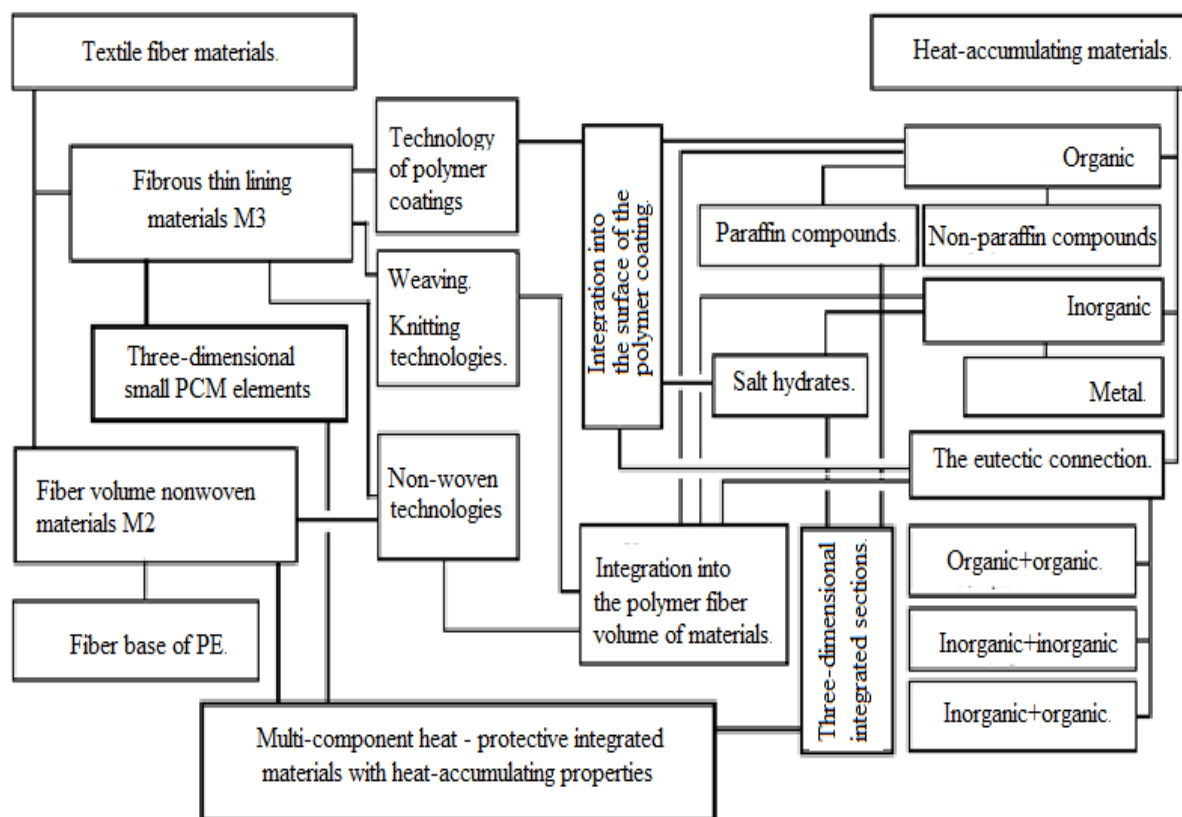 Textile fiber materials.
Heat-accumulating materials.
Technology
of polymer
coatings
Fibrous thin lining
materials M3
Integration into
the surface of the
polymer coating.
Organic
Paraffin compounds.
Non-paraffin compounds
Weaving.
Knitting
technologies.
Inorganic
Three-dimensional
small PCM elements
Salt hydrates.
Metal.
The eutectic connection.
Fiber volume nonwoven
materials M2
Non-woven
technologies
Integration into
the polymer fiber
volume of materials.
Three-dimensional
integrated sections.
Organic+organic.
Fiber base of PE.
Inorganic+inorganic
Inorganic+organic.
Multi-component heat - protective integrated
materials with heat-accumulating properties